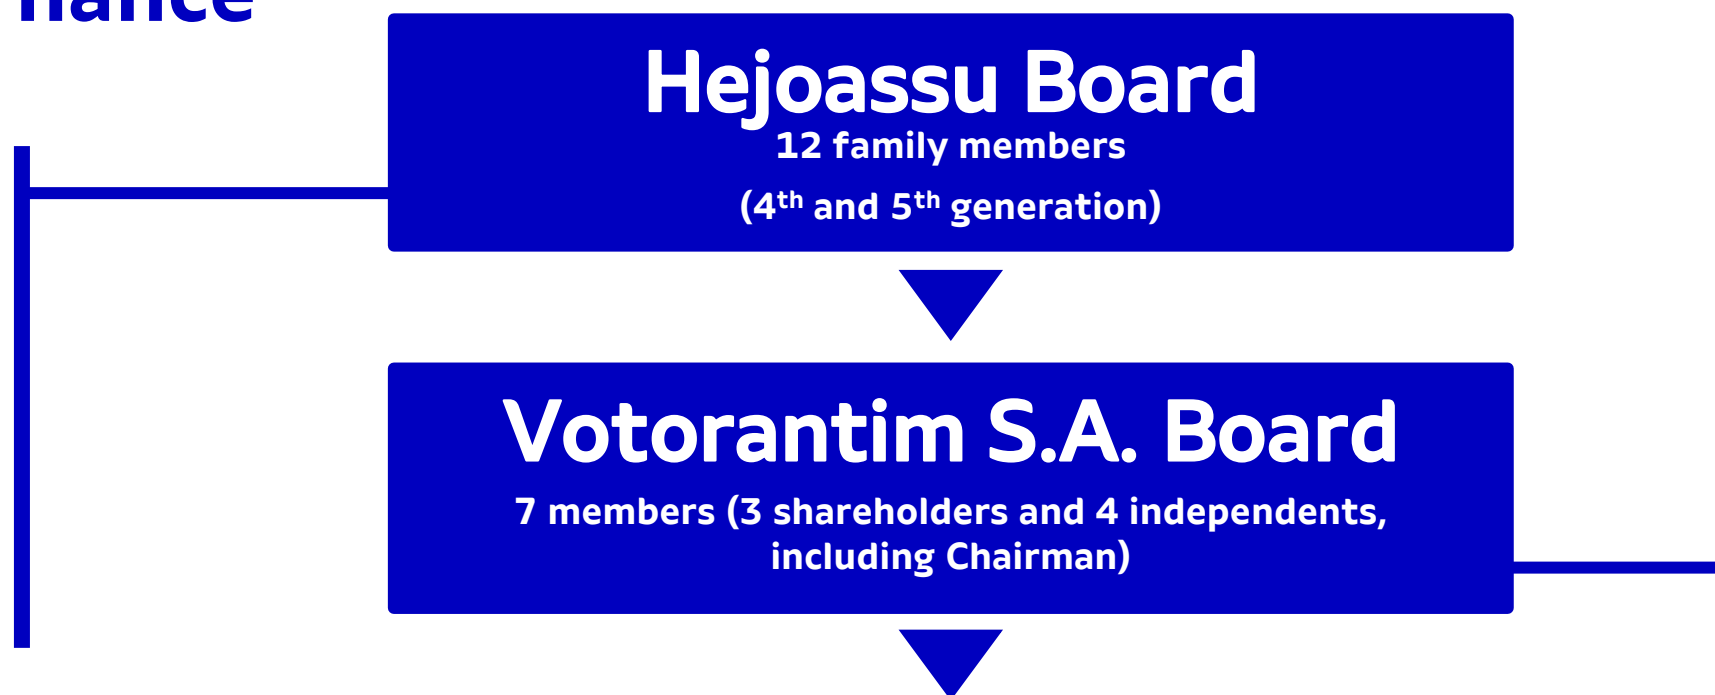 nance
Hejoassu Board
12 family members
(4th and 5th generation)
Votorantim S.A. Board
7 members (3 shareholders and 4 independents,
including Chairman)